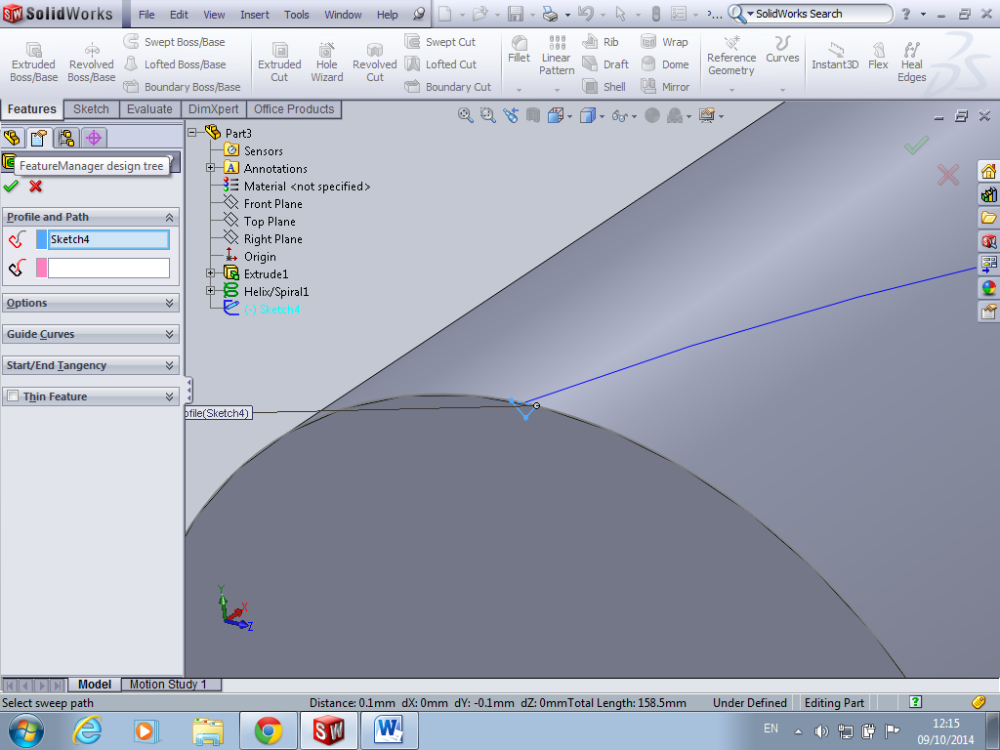 SW SolidWorks File Edit View Insert Tools Window Help SolidWorks Search ?
Extruded Boss/Base
Revolved Boss/Base
Swept Boss/Base
Lofted Boss/Base
Boundary Boss/Base
Extruded Cut
Hole Wizard
Revolved Cut
Swept Cut
Lofted Cut
Boundary Cut
Fillet
Linear Pattern
Rib
Draft
Shell
Wrap
Dome
Mirror
Reference Geometry
Curves
Instant3D
Flex
Heal Edges
Features Sketch Evaluate DimXpert Office Products
FeatureManager design tree
Profile and Path
Sketch4
Options
Guide Curves
Start/End Tangency
Thin Feature
Part3
Sensors
A Annotations
Material <not specified>
Front Plane
Top Plane
Right Plane
Origin
Extrude1
Helix/Spiral1
(-) Sketch4
ofile(Sketch4)
Y
X
Z
Model Motion Study 1
Select sweep path Distance: 0.1mm dX: 0mm dY: -0.1mm dZ: 0mmTotal Length: 158.5mm Under Defined Editing Part ?
SW W EN 12:15
09/10/2014